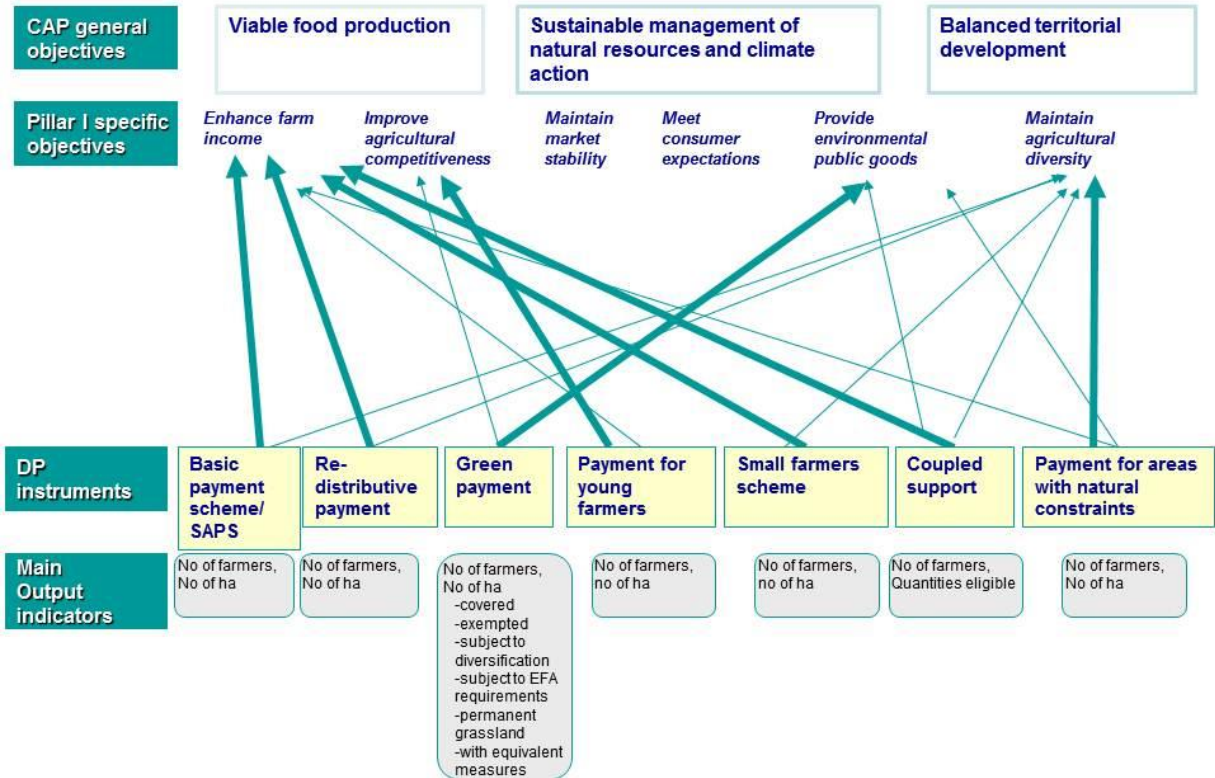 CAP general
objectives
Viable food production
Sustainable management of
natural resources and climate
action
Balanced territorial
development
Pillar I specific
objectives
Enhance farm
income
Improve
agricultural
competitiveness
Maintain
market
stability
Meet
consumer
expectations
Provide
environmental
public goods
Maintain
agricultural
diversity
DP
instruments
Basic
payment
scheme/
SAPS
Re-
distributive
payment
Green
payment
Payment for
young
farmers
Small farmers
scheme
Coupled
support
Payment for areas
with natural
constraints
Main
Output
indicators
No of farmers,
No of ha
No of farmers,
No of ha
No of farmers,
No of ha
-covered
-exempted
-subject to
diversification
-subject to EFA
requirements
-permanent
grassland
-with equivalent
measures
No of farmers,
no of ha
No of farmers,
no of ha
No of farmers,
Quantities eligible
No of farmers,
No of ha